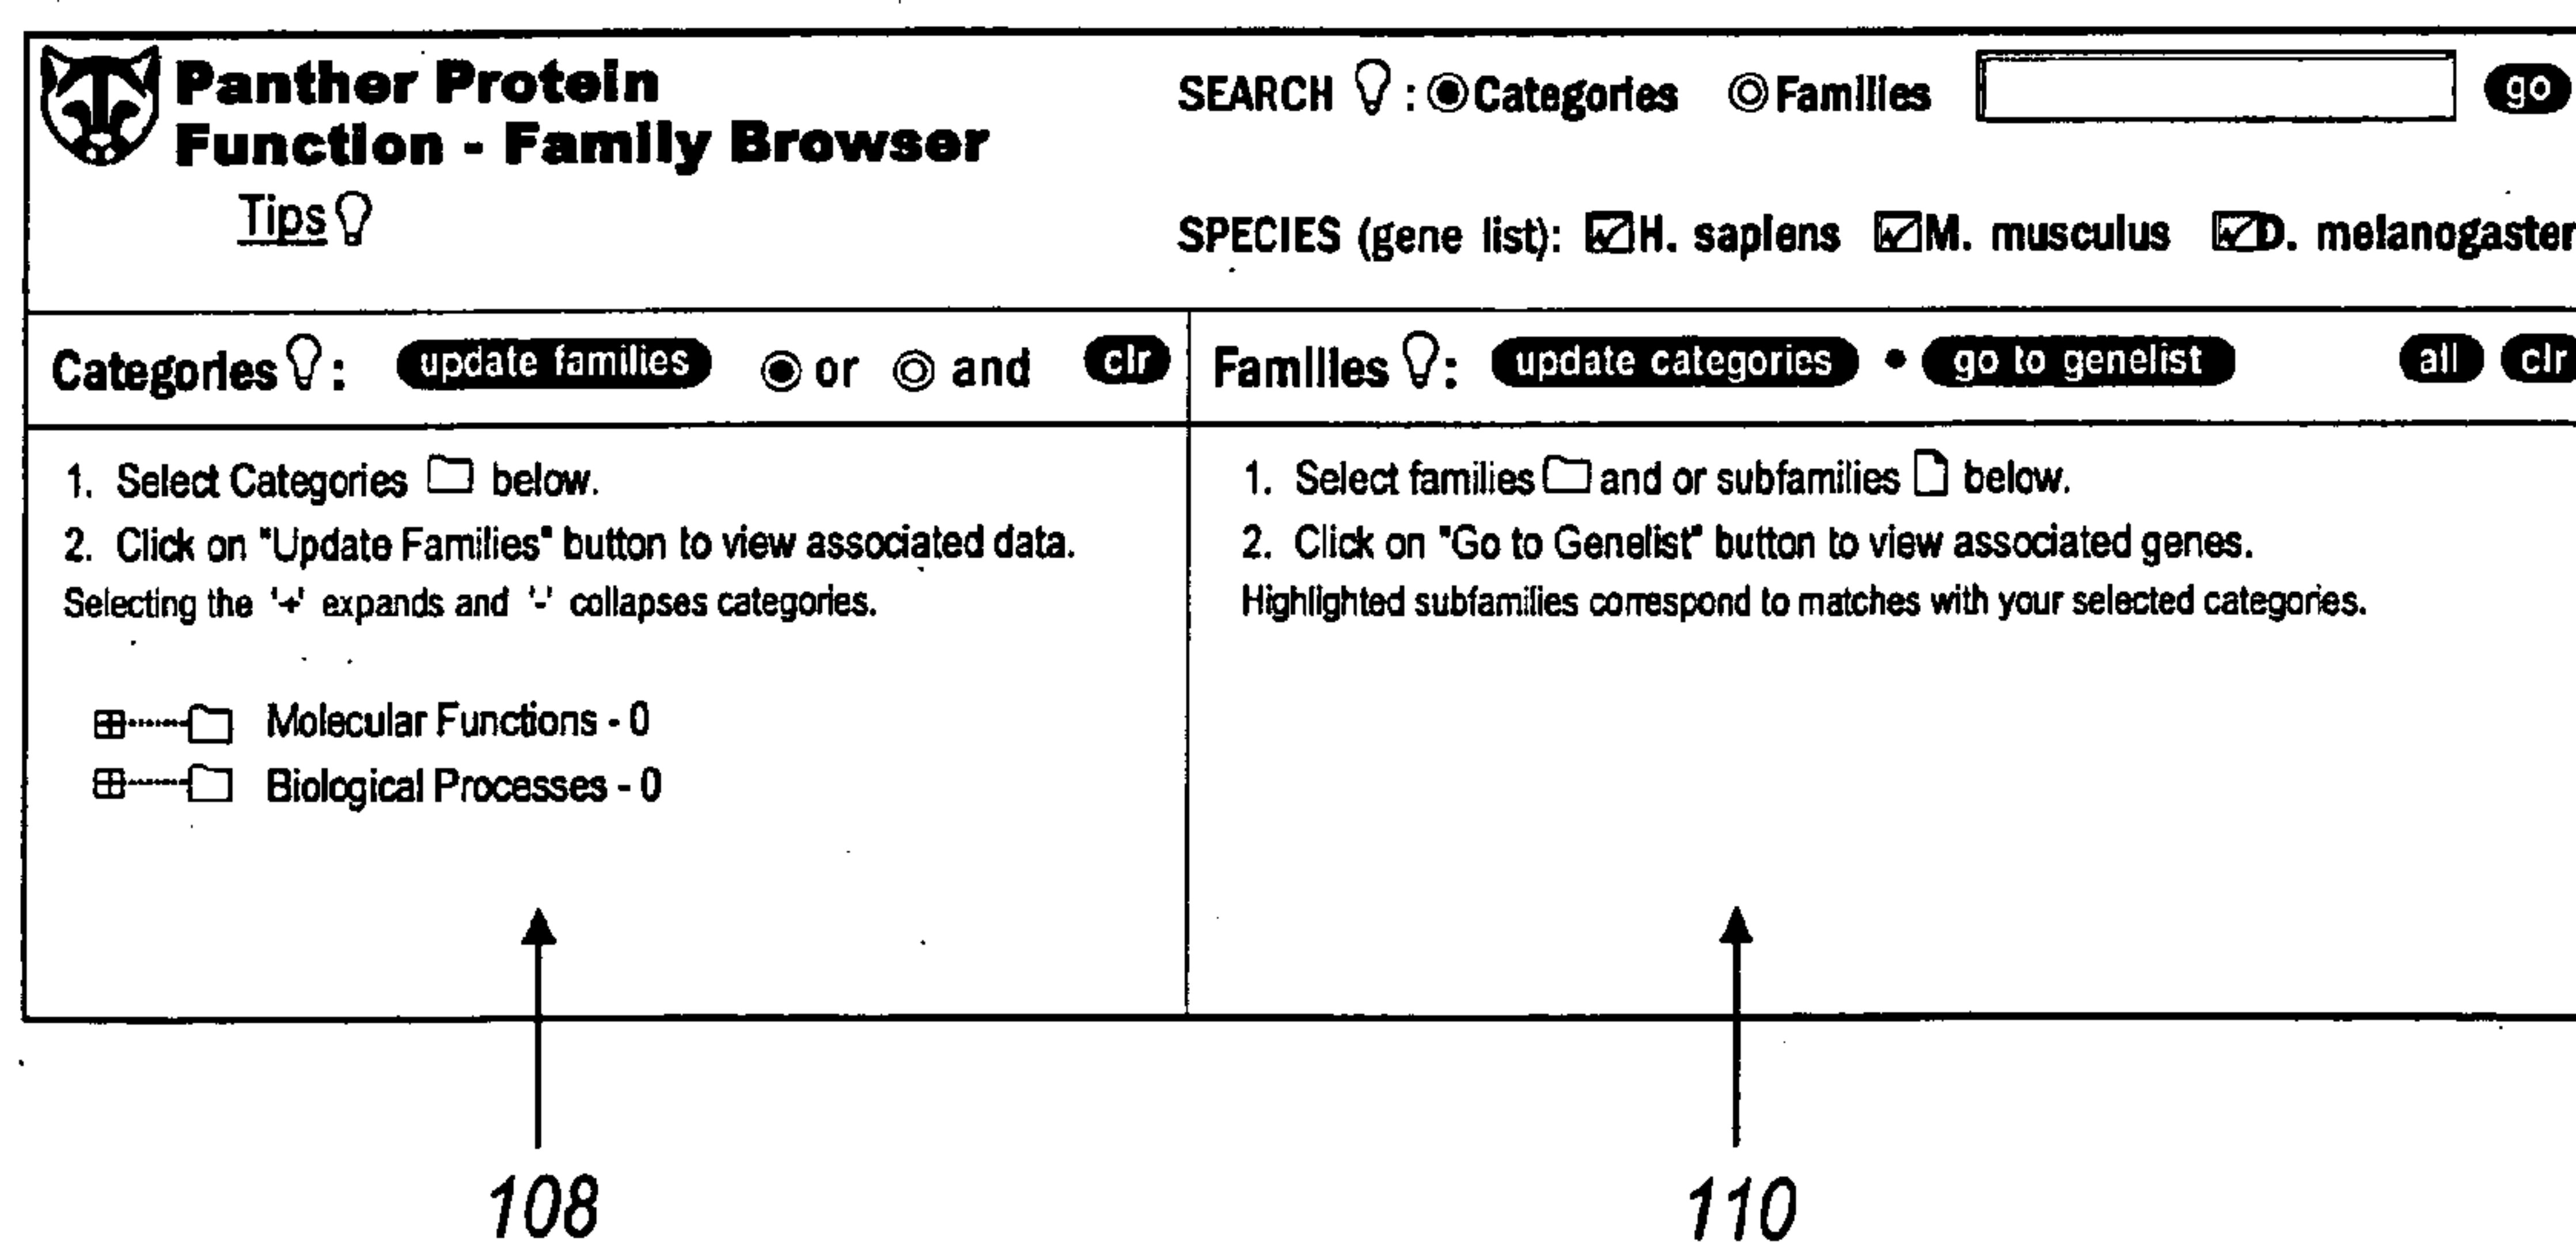 Panther Protein
Function - Family Browser
Tips
SEARCH : Categories Families go
SPECIES (gene list): H. sapiens M. musculus D. melanogaster
Categories : update families or and clr
Families : update categories • go to genelist all clr
1. Select Categories below.
2. Click on "Update Families" button to view associated data.
Selecting the '+' expands and '-' collapses categories.
Molecular Functions - 0
Biological Processes - 0
1. Select families and or subfamilies below.
2. Click on "Go to Genelist" button to view associated genes.
Highlighted subfamilies correspond to matches with your selected categories.
108
110